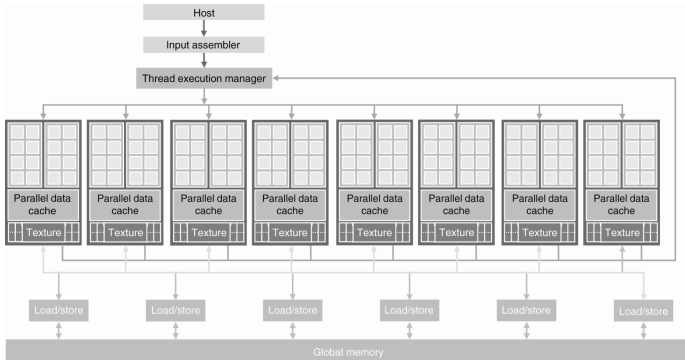 Host
Input assembler
Thread execution manager
Parallel data cache
Parallel data cache
Parallel data cache
Parallel data cache
Parallel data cache
Parallel data cache
Parallel data cache
Parallel data cache
Texture
Texture
Texture
Texture
Texture
Texture
Texture
Texture
Load/store
Load/store
Load/store
Load/store
Load/store
Load/store
Global memory